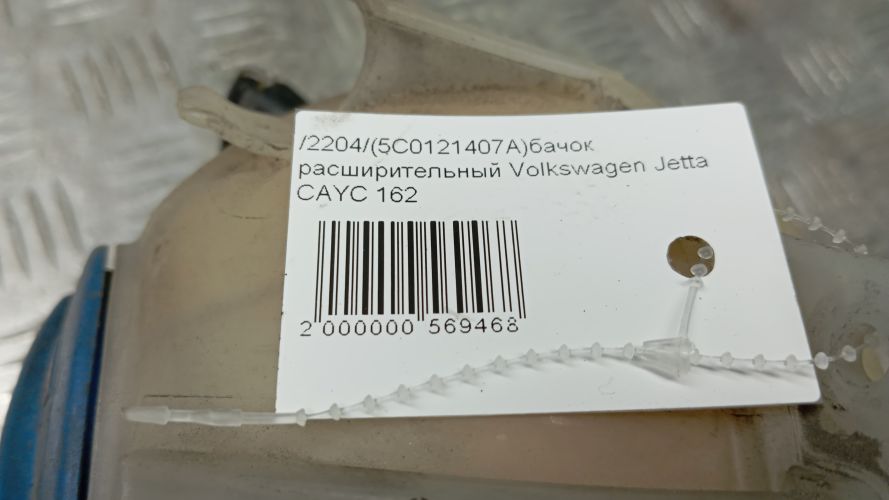 /2204/(5C0121407A)бачок
расширительный Volkswagen Jetta
CAYC 162
2 000000 569468